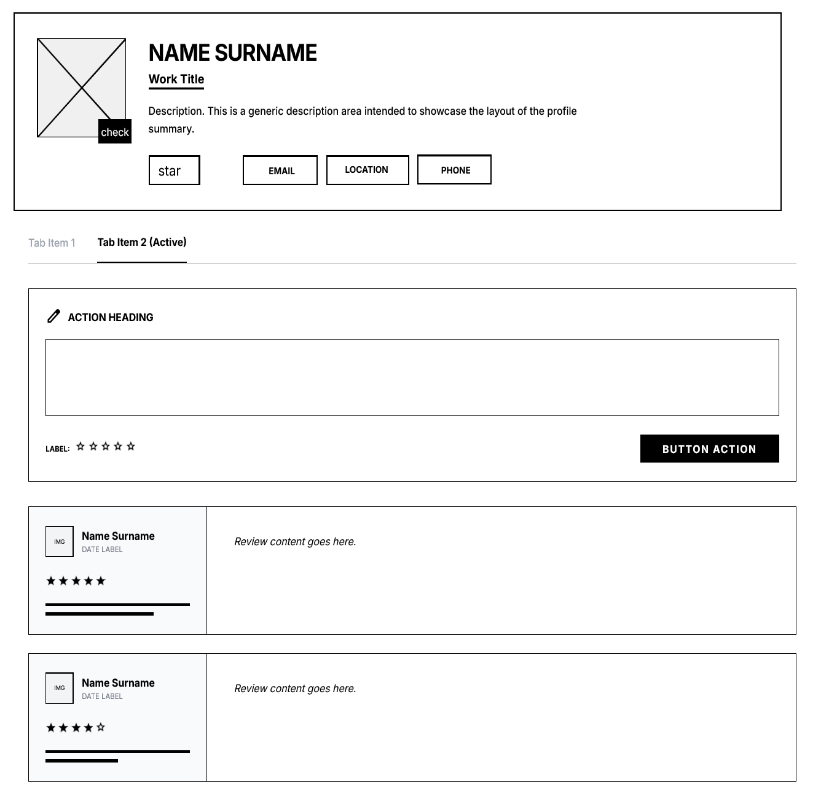 NAME SURNAME
Work Title
Description. This is a generic description area intended to showcase the layout of the profile
summary.
check
star
EMAIL
LOCATION
PHONE
Tab Item 1
Tab Item 2 (Active)
ACTION HEADING
LABEL:
BUTTON ACTION
IMG
Name Surname
DATE LABEL
Review content goes here.
IMG
Name Surname
DATE LABEL
Review content goes here.